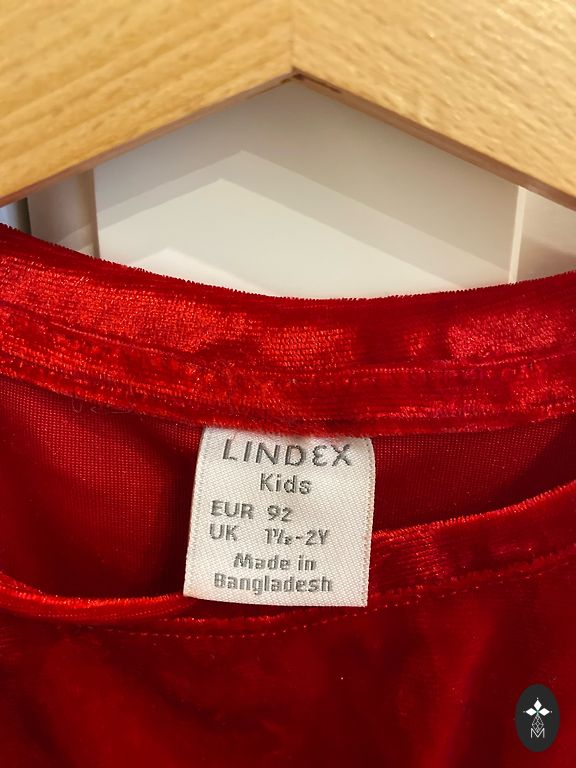 LINDEX
Kids
EUR 92
UK 1½-2Y
Made in
Bangladesh